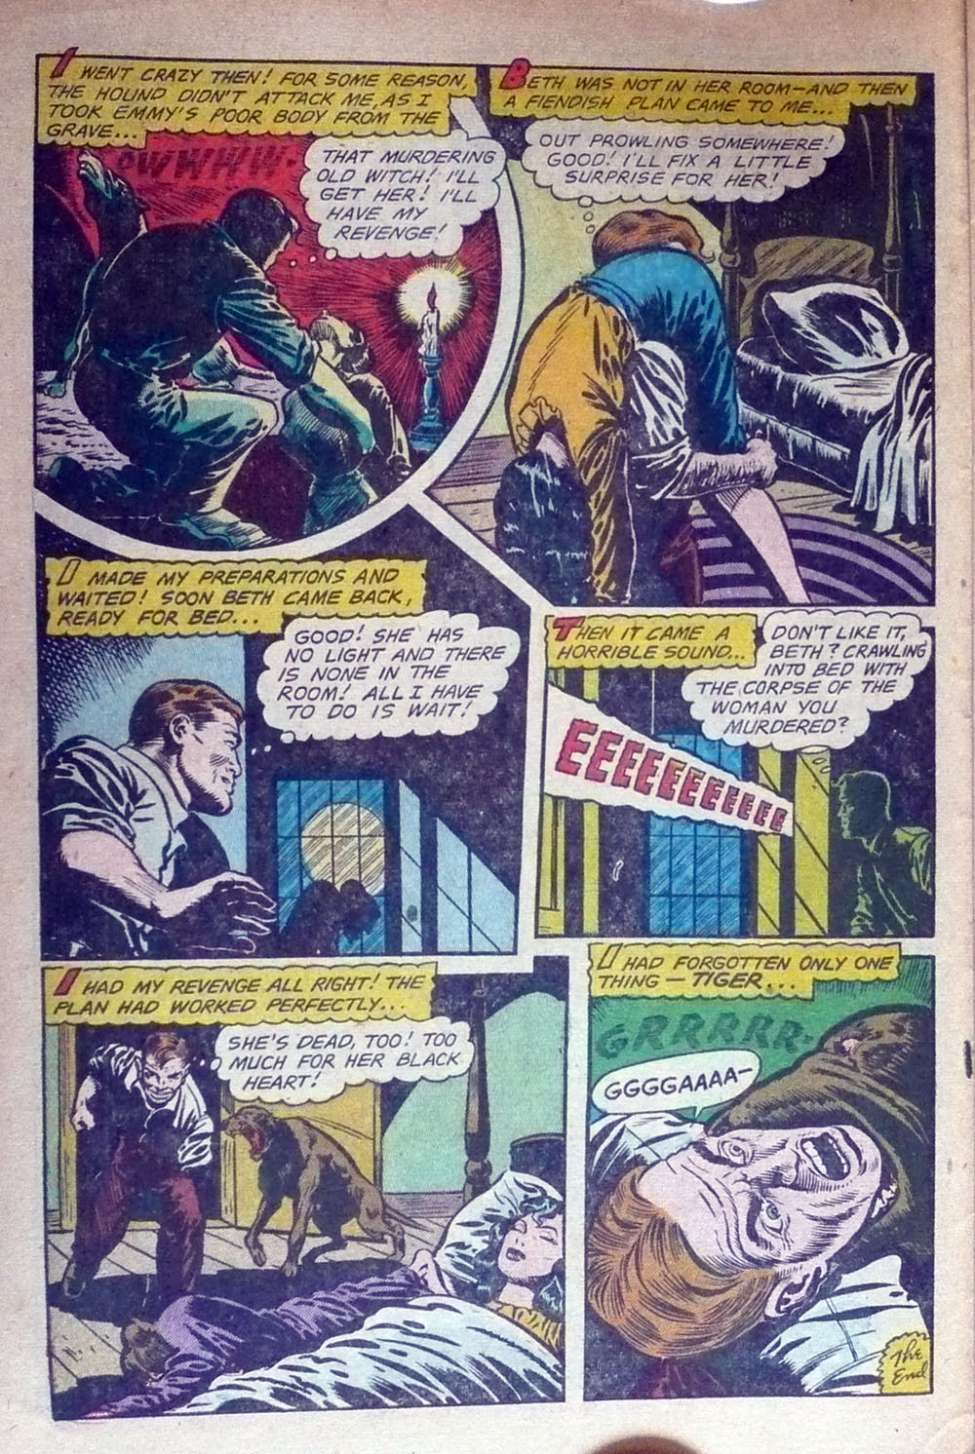 I WENT CRAZY THEN! FOR SOME REASON,
THE HOUND DIDN'T ATTACK ME, AS I
TOOK EMMY'S POOR BODY FROM THE
GRAVE...
OWWWW-
THAT MURDERING
OLD WITCH! I'LL
GET HER! I'LL
HAVE MY
REVENGE!
BETH WAS NOT IN HER ROOM—AND THEN
A FIENDISH PLAN CAME TO ME...
OUT PROWLING SOMEWHERE!
GOOD! I'LL FIX A LITTLE
SURPRISE FOR HER!
I MADE MY PREPARATIONS AND
WAITED! SOON BETH CAME BACK,
READY FOR BED...
GOOD! SHE HAS
NO LIGHT AND THERE
IS NONE IN THE
ROOM! ALL I HAVE
TO DO IS WAIT!
THEN IT CAME A
HORRIBLE SOUND...
DON'T LIKE IT,
BETH? CRAWLING
INTO BED WITH
THE CORPSE OF THE
WOMAN YOU
MURDERED?
EEEEEEEEEEE
I HAD MY REVENGE ALL RIGHT! THE
PLAN HAD WORKED PERFECTLY...
SHE'S DEAD, TOO! TOO
MUCH FOR HER BLACK
HEART!
I HAD FORGOTTEN ONLY ONE
THING — TIGER...
GRRRRR-
GGGGAAAA—
The
End